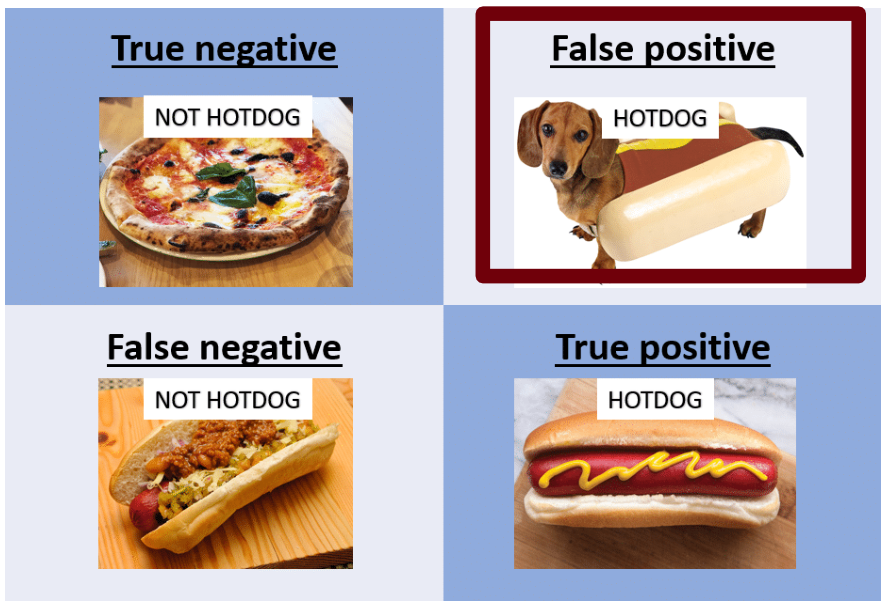 True negative
NOT HOTDOG
False positive
HOTDOG
False negative
NOT HOTDOG
True positive
HOTDOG